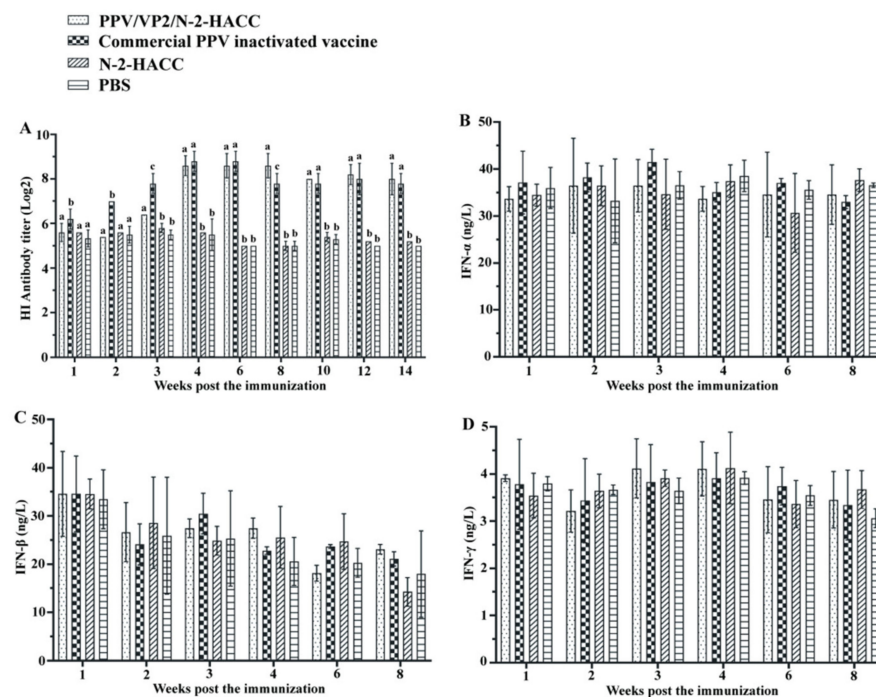 PPV/VP2/N-2-HACC
Commercial PPV inactivated vaccine
N-2-HACC
PBS
A
HI Antibody titer (Log2)
10
8
6
4
2
0
a b a a
a b a a
a c b b
a a b b
a a b b
a c b b
a a b b
a a b b
a a b b
1 2 3 4 6 8 10 12 14
Weeks post the immunization
B
IFN-α (ng/L)
50
40
30
20
10
0
1 2 3 4 6 8
Weeks post the immunization
C
IFN-β (ng/L)
50
40
30
20
10
0
1 2 3 4 6 8
Weeks post the immunization
D
IFN-γ (ng/L)
5
4
3
2
1
0
1 2 3 4 6 8
Weeks post the immunization